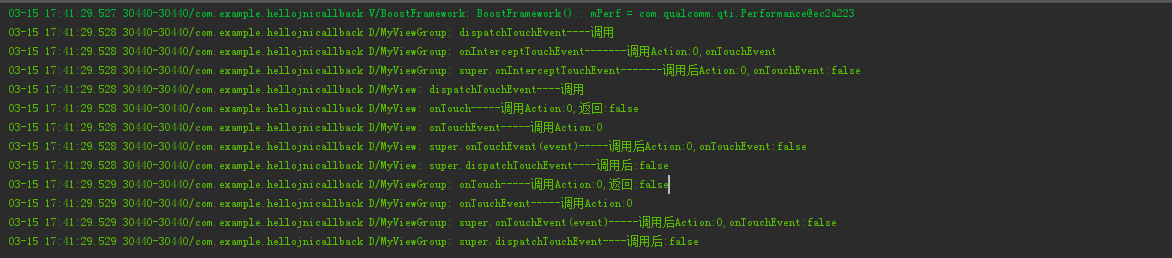 03-15 17:41:29.527 30440-30440/com.example.hellojnicallback V/BoostFramework: BoostFramework() : mPerf = com.qualcomm.qti.Performance@ec2a223
03-15 17:41:29.528 30440-30440/com.example.hellojnicallback D/MyViewGroup: dispatchTouchEvent----调用
03-15 17:41:29.528 30440-30440/com.example.hellojnicallback D/MyViewGroup: onInterceptTouchEvent-------调用Action:0,onTouchEvent
03-15 17:41:29.528 30440-30440/com.example.hellojnicallback D/MyViewGroup: super.onInterceptTouchEvent-------调用后Action:0,onTouchEvent:false
03-15 17:41:29.528 30440-30440/com.example.hellojnicallback D/MyView: dispatchTouchEvent----调用
03-15 17:41:29.528 30440-30440/com.example.hellojnicallback D/MyView: onTouch-----调用Action:0,返回:false
03-15 17:41:29.528 30440-30440/com.example.hellojnicallback D/MyView: onTouchEvent-----调用Action:0
03-15 17:41:29.528 30440-30440/com.example.hellojnicallback D/MyView: super.onTouchEvent(event)-----调用后Action:0,onTouchEvent:false
03-15 17:41:29.528 30440-30440/com.example.hellojnicallback D/MyView: super.dispatchTouchEvent----调用后:false
03-15 17:41:29.529 30440-30440/com.example.hellojnicallback D/MyViewGroup: onTouch-----调用Action:0,返回:false
03-15 17:41:29.529 30440-30440/com.example.hellojnicallback D/MyViewGroup: onTouchEvent-----调用Action:0
03-15 17:41:29.529 30440-30440/com.example.hellojnicallback D/MyViewGroup: super.onTouchEvent(event)-----调用后Action:0,onTouchEvent:false
03-15 17:41:29.529 30440-30440/com.example.hellojnicallback D/MyViewGroup: super.dispatchTouchEvent----调用后:false